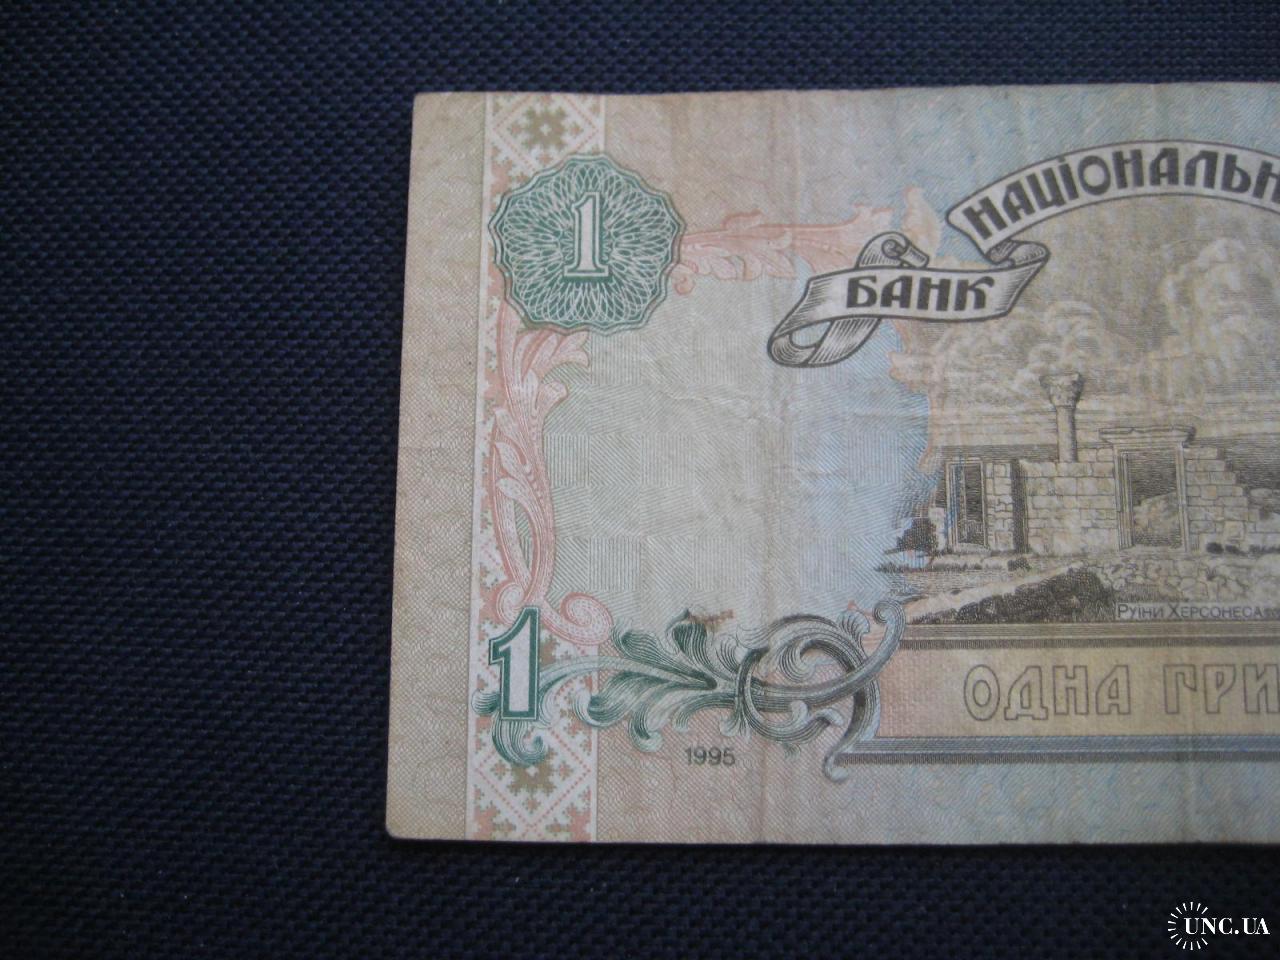 1
НАЦІОНАЛЬН
БАНК
РУЇНИ ХЕРСОНЕСА
1
ОДНА ГРИ
1995
UNC.UA